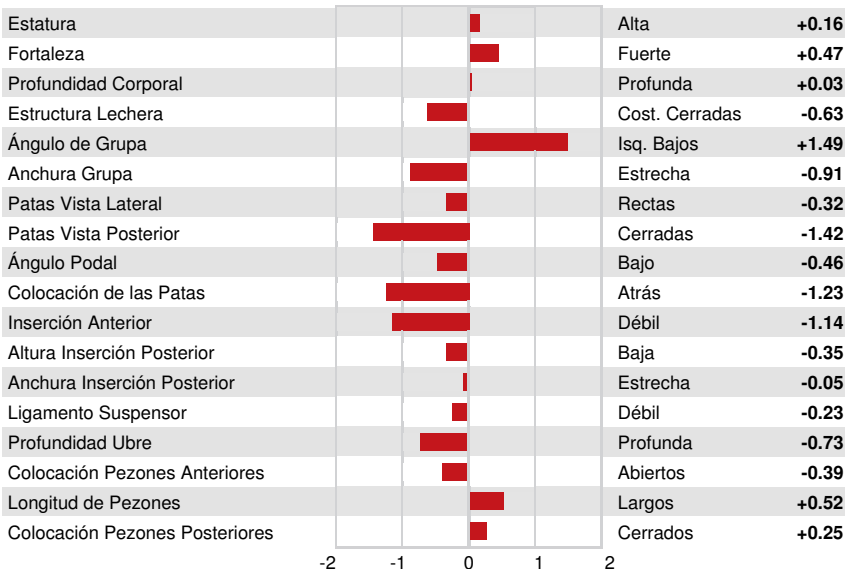 Estatura Alta +0.16
Fortaleza Fuerte +0.47
Profundidad Corporal Profunda +0.03
Estructura Lechera Cost. Cerradas -0.63
Ángulo de Grupa Isq. Bajos +1.49
Anchura Grupa Estrecha -0.91
Patas Vista Lateral Rectas -0.32
Patas Vista Posterior Cerradas -1.42
Ángulo Podal Bajo -0.46
Colocación de las Patas Atrás -1.23
Inserción Anterior Débil -1.14
Altura Inserción Posterior Baja -0.35
Anchura Inserción Posterior Estrecha -0.05
Ligamento Suspensor Débil -0.23
Profundidad Ubre Profunda -0.73
Colocación Pezones Anteriores Abiertos -0.39
Longitud de Pezones Largos +0.52
Colocación Pezones Posteriores Cerrados +0.25
-2 -1 0 1 2